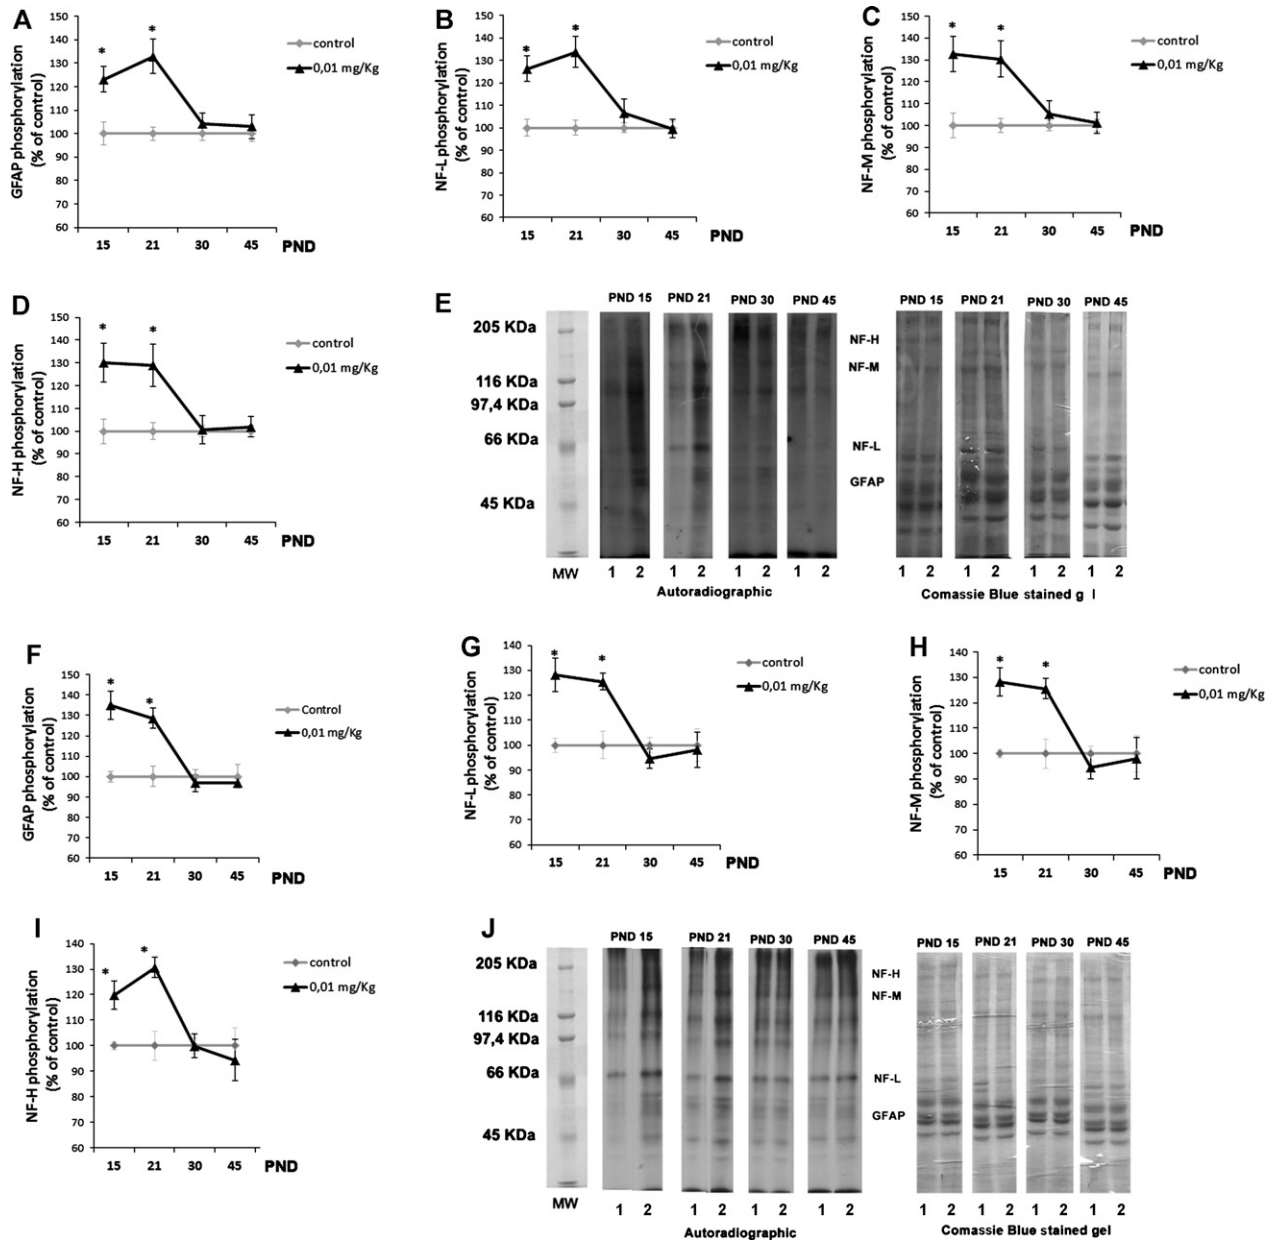 A
GFAP phosphorylation
(% of control)
150
140
130
120
110
100
90
80
70
60
*
*
control
0,01 mg/Kg
15 21 30 45 PND
B
NF-L phosphorylation
(% of control)
150
140
130
120
110
100
90
80
70
60
*
*
control
0,01 mg/Kg
15 21 30 45 PND
C
NF-M phosphorylation
(% of control)
150
140
130
120
110
100
90
80
70
60
*
*
control
0,01 mg/Kg
15 21 30 45 PND
D
NF-H phosphorylation
(% of control)
150
140
130
120
110
100
90
80
70
60
*
*
control
0,01 mg/Kg
15 21 30 45 PND
E
PND 15 PND 21 PND 30 PND 45 PND 15 PND 21 PND 30 PND 45
205 KDa
116 KDa
97,4 KDa
66 KDa
45 KDa
NF-H
NF-M
NF-L
GFAP
MW
1 2 1 2 1 2 1 2 1 2 1 2 1 2 1 2
Autoradiographic
Comassie Blue stained g l
F
GFAP phosphorylation
(% of control)
150
140
130
120
110
100
90
80
70
60
*
*
Control
0,01 mg/Kg
15 21 30 45 PND
G
NF-L phosphorylation
(% of control)
140
130
120
110
100
90
80
70
60
*
*
control
0,01 mg/Kg
15 21 30 45 PND
H
NF-M phosphorylation
(% of control)
140
130
120
110
100
90
80
70
60
*
*
control
0,01 mg/Kg
15 21 30 45 PND
I
NF-H phosphorylation
(% of control)
140
130
120
110
100
90
80
70
60
*
*
control
0,01 mg/Kg
15 21 30 45 PND
J
PND 15 PND 21 PND 30 PND 45 PND 15 PND 21 PND 30 PND 45
205 KDa
116 KDa
97,4 KDa
66 KDa
45 KDa
NF-H
NF-M
NF-L
GFAP
MW
1 2 1 2 1 2 1 2 1 2 1 2 1 2 1 2
Autoradiographic
Comassie Blue stained gel